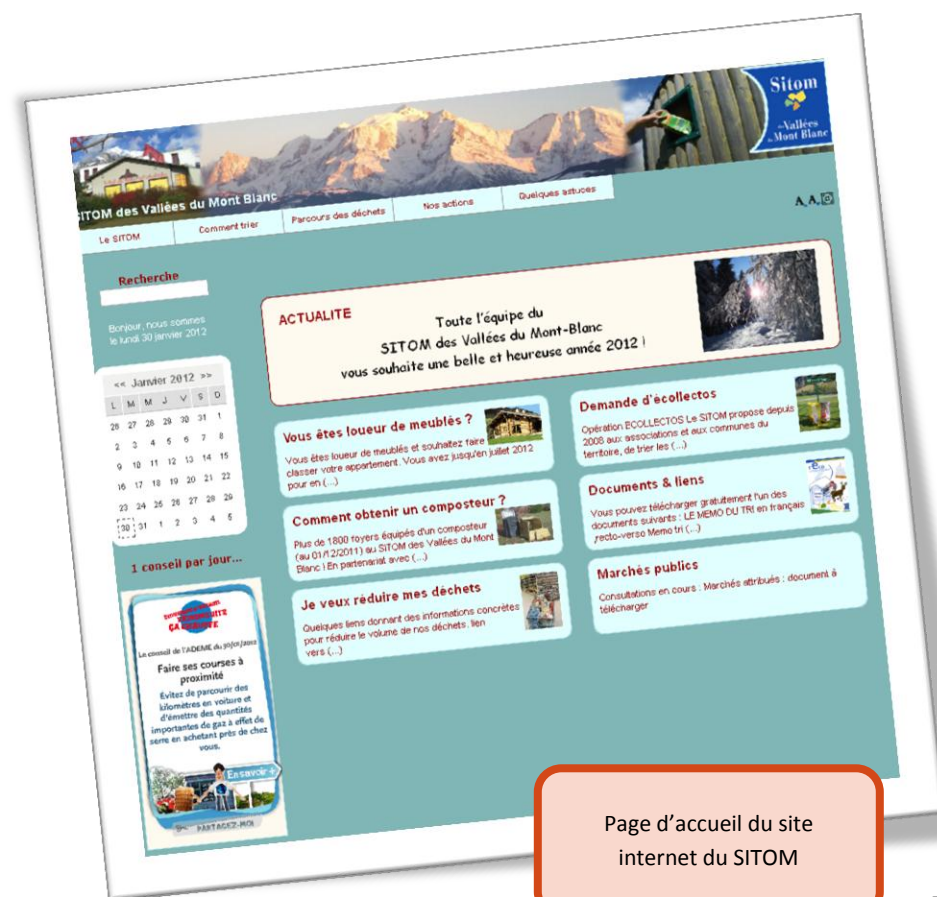 Sitom
des Vallées
du Mont Blanc
SITOM des Vallées du Mont Blanc
Le SITOM
Comment trier
Parcours des déchets
Nos actions
Quelques astuces
A A
Recherche
Bonjour, nous sommes
le lundi 30 janvier 2012
<< Janvier 2012 >>
L M M J V S D
26 27 28 29 30 31 1
2 3 4 5 6 7 8
9 10 11 12 13 14 15
16 17 18 19 20 21 22
23 24 25 26 27 28 29
30 31 1 2 3 4 5
1 conseil par jour...
ÇA DÉBORDE
Le conseil de l'ADEME du 30/01/2012
Faire ses courses à
proximité
Evitez de parcourir des
kilomètres en voiture et
d'émettre des quantités
importantes de gaz à effet de
serre en achetant près de chez
vous.
En savoir +
PARTAGEZ-MOI
ACTUALITE
Toute l'équipe du
SITOM des Vallées du Mont-Blanc
vous souhaite une belle et heureuse année 2012 !
Vous êtes loueur de meublés ?
Vous êtes loueur de meublés et souhaitez faire
classer votre appartement. Vous avez jusqu'en juillet 2012
pour en (...)
Comment obtenir un composteur ?
Plus de 1800 foyers équipés d'un composteur
(au 01/12/2011) au SITOM des Vallées du Mont
Blanc ! En partenariat avec (...)
Je veux réduire mes déchets
Quelques liens donnant des informations concrètes
pour réduire le volume de nos déchets. lien
vers (...)
Demande d'écollectos
Opération ECOLLECTOS Le SITOM propose depuis
2008 aux associations et aux communes du
territoire, de trier les (...)
Documents & liens
Vous pouvez télécharger gratuitement l'un des
documents suivants : LE MEMO DU TRI en français
recto-verso Memo tri (...)
Marchés publics
Consultations en cours : Marchés attribués : document à
télécharger
Page d'accueil du site
internet du SITOM